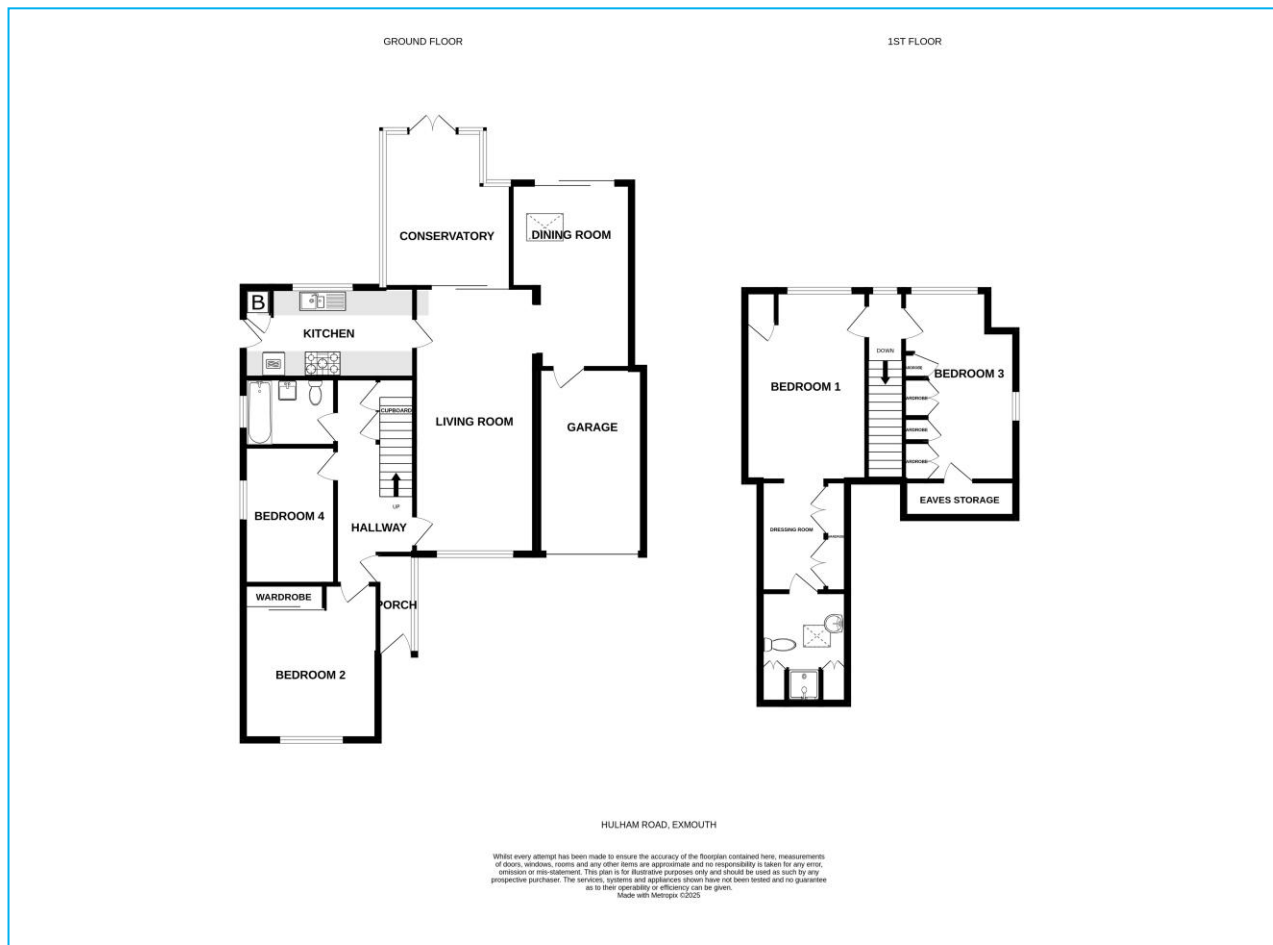 GROUND FLOOR
1ST FLOOR
CONSERVATORY
DINING ROOM
B
KITCHEN
CUPBOARD
LIVING ROOM
GARAGE
UP
BEDROOM 4
HALLWAY
WARDROBE
PORCH
BEDROOM 2
DOWN
BEDROOM 1
BEDROOM 3
EAVES STORAGE
DRESSING ROOM
HULHAM ROAD, EXMOUTH
Whilst every attempt has been made to ensure the accuracy of the floorplan contained here, measurements
of doors, windows, rooms and any other items are approximate and no responsibility is taken for any error,
omission or mis-statement. This plan is for illustrative purposes only and should be used as such by any
prospective purchaser. The services, systems and appliances shown have not been tested and no guarantee
as to their operability or efficiency can be given.
Made with Metropix ©2025